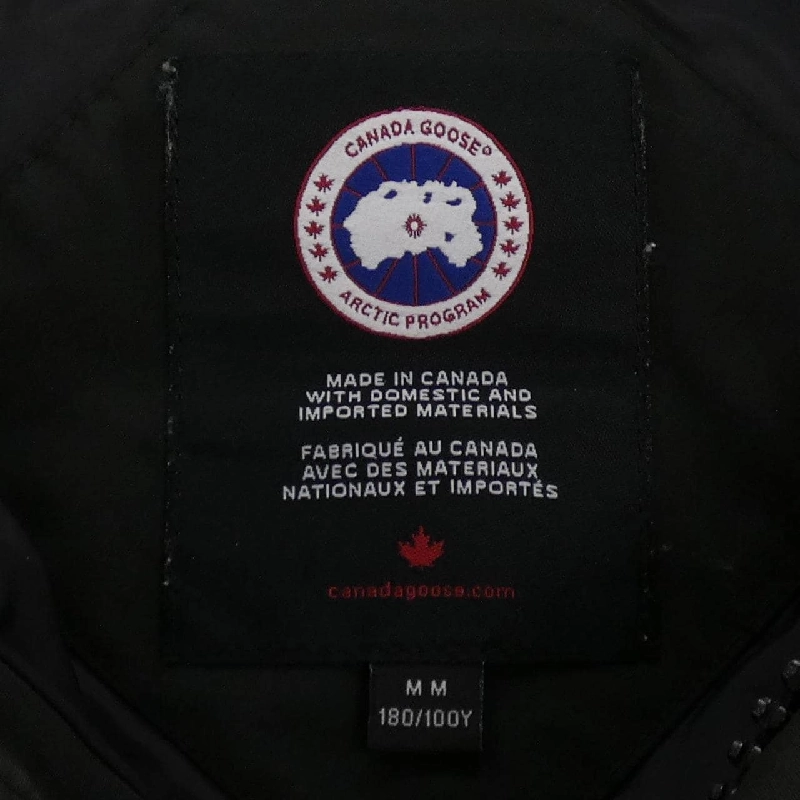 CANADA GOOSE®
ARCTIC PROGRAM
MADE IN CANADA
WITH DOMESTIC AND
IMPORTED MATERIALS
FABRIQUÉ AU CANADA
AVEC DES MATERIAUX
NATIONAUX ET IMPORTÉS
canadagoose.com
M M
180/100Y